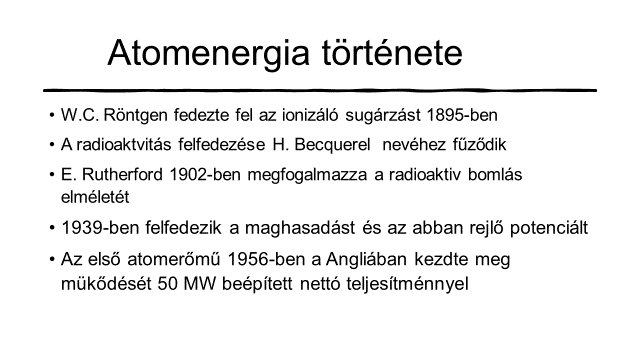 Atomenergia története
• W.C. Röntgen fedezte fel az ionizáló sugárzást 1895-ben
• A radioaktvitás felfedezése H. Becquerel nevéhez fűződik
• E. Rutherford 1902-ben megfogalmazza a radioaktiv bomlás
elméletét
• 1939-ben felfedezik a maghasadást és az abban rejlő potenciált
• Az első atomerőmű 1956-ben a Angliában kezdte meg
müködését 50 MW beépített nettó teljesítménnyel